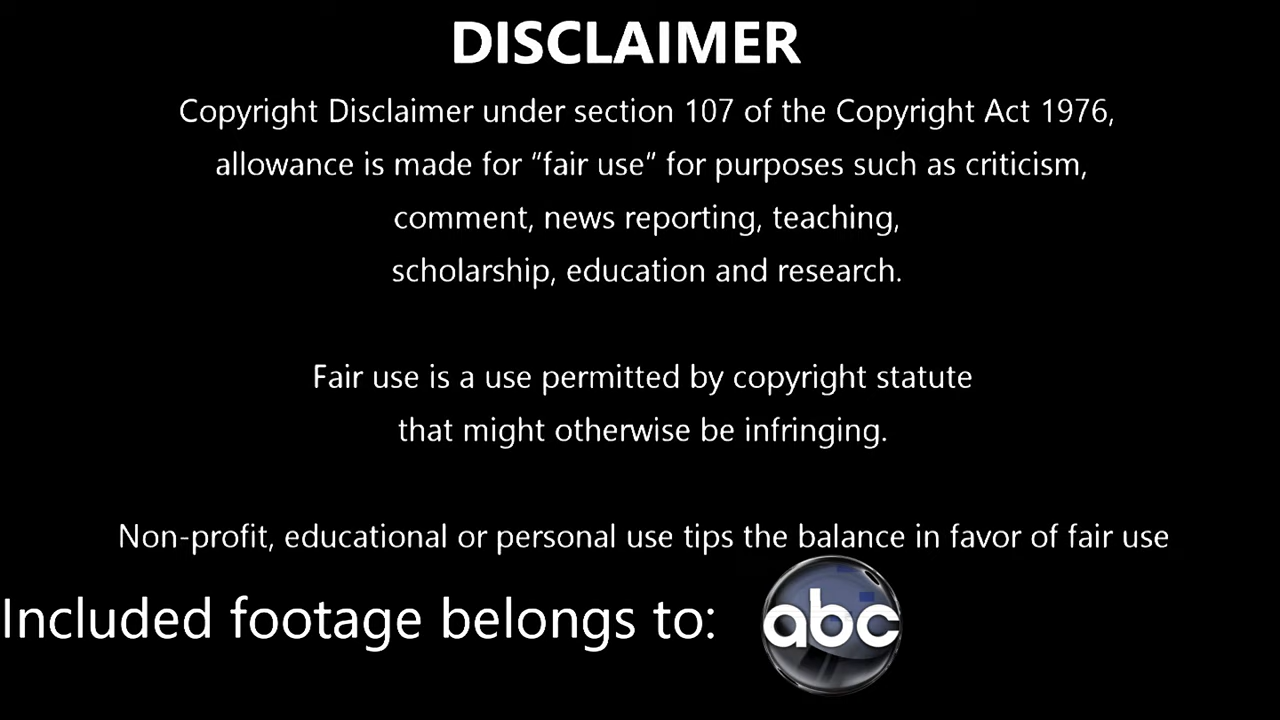 DISCLAIMER
Copyright Disclaimer under section 107 of the Copyright Act 1976,
allowance is made for “fair use” for purposes such as criticism,
comment, news reporting, teaching,
scholarship, education and research.
Fair use is a use permitted by copyright statute
that might otherwise be infringing.
Non-profit, educational or personal use tips the balance in favor of fair use
Included footage belongs to: abc